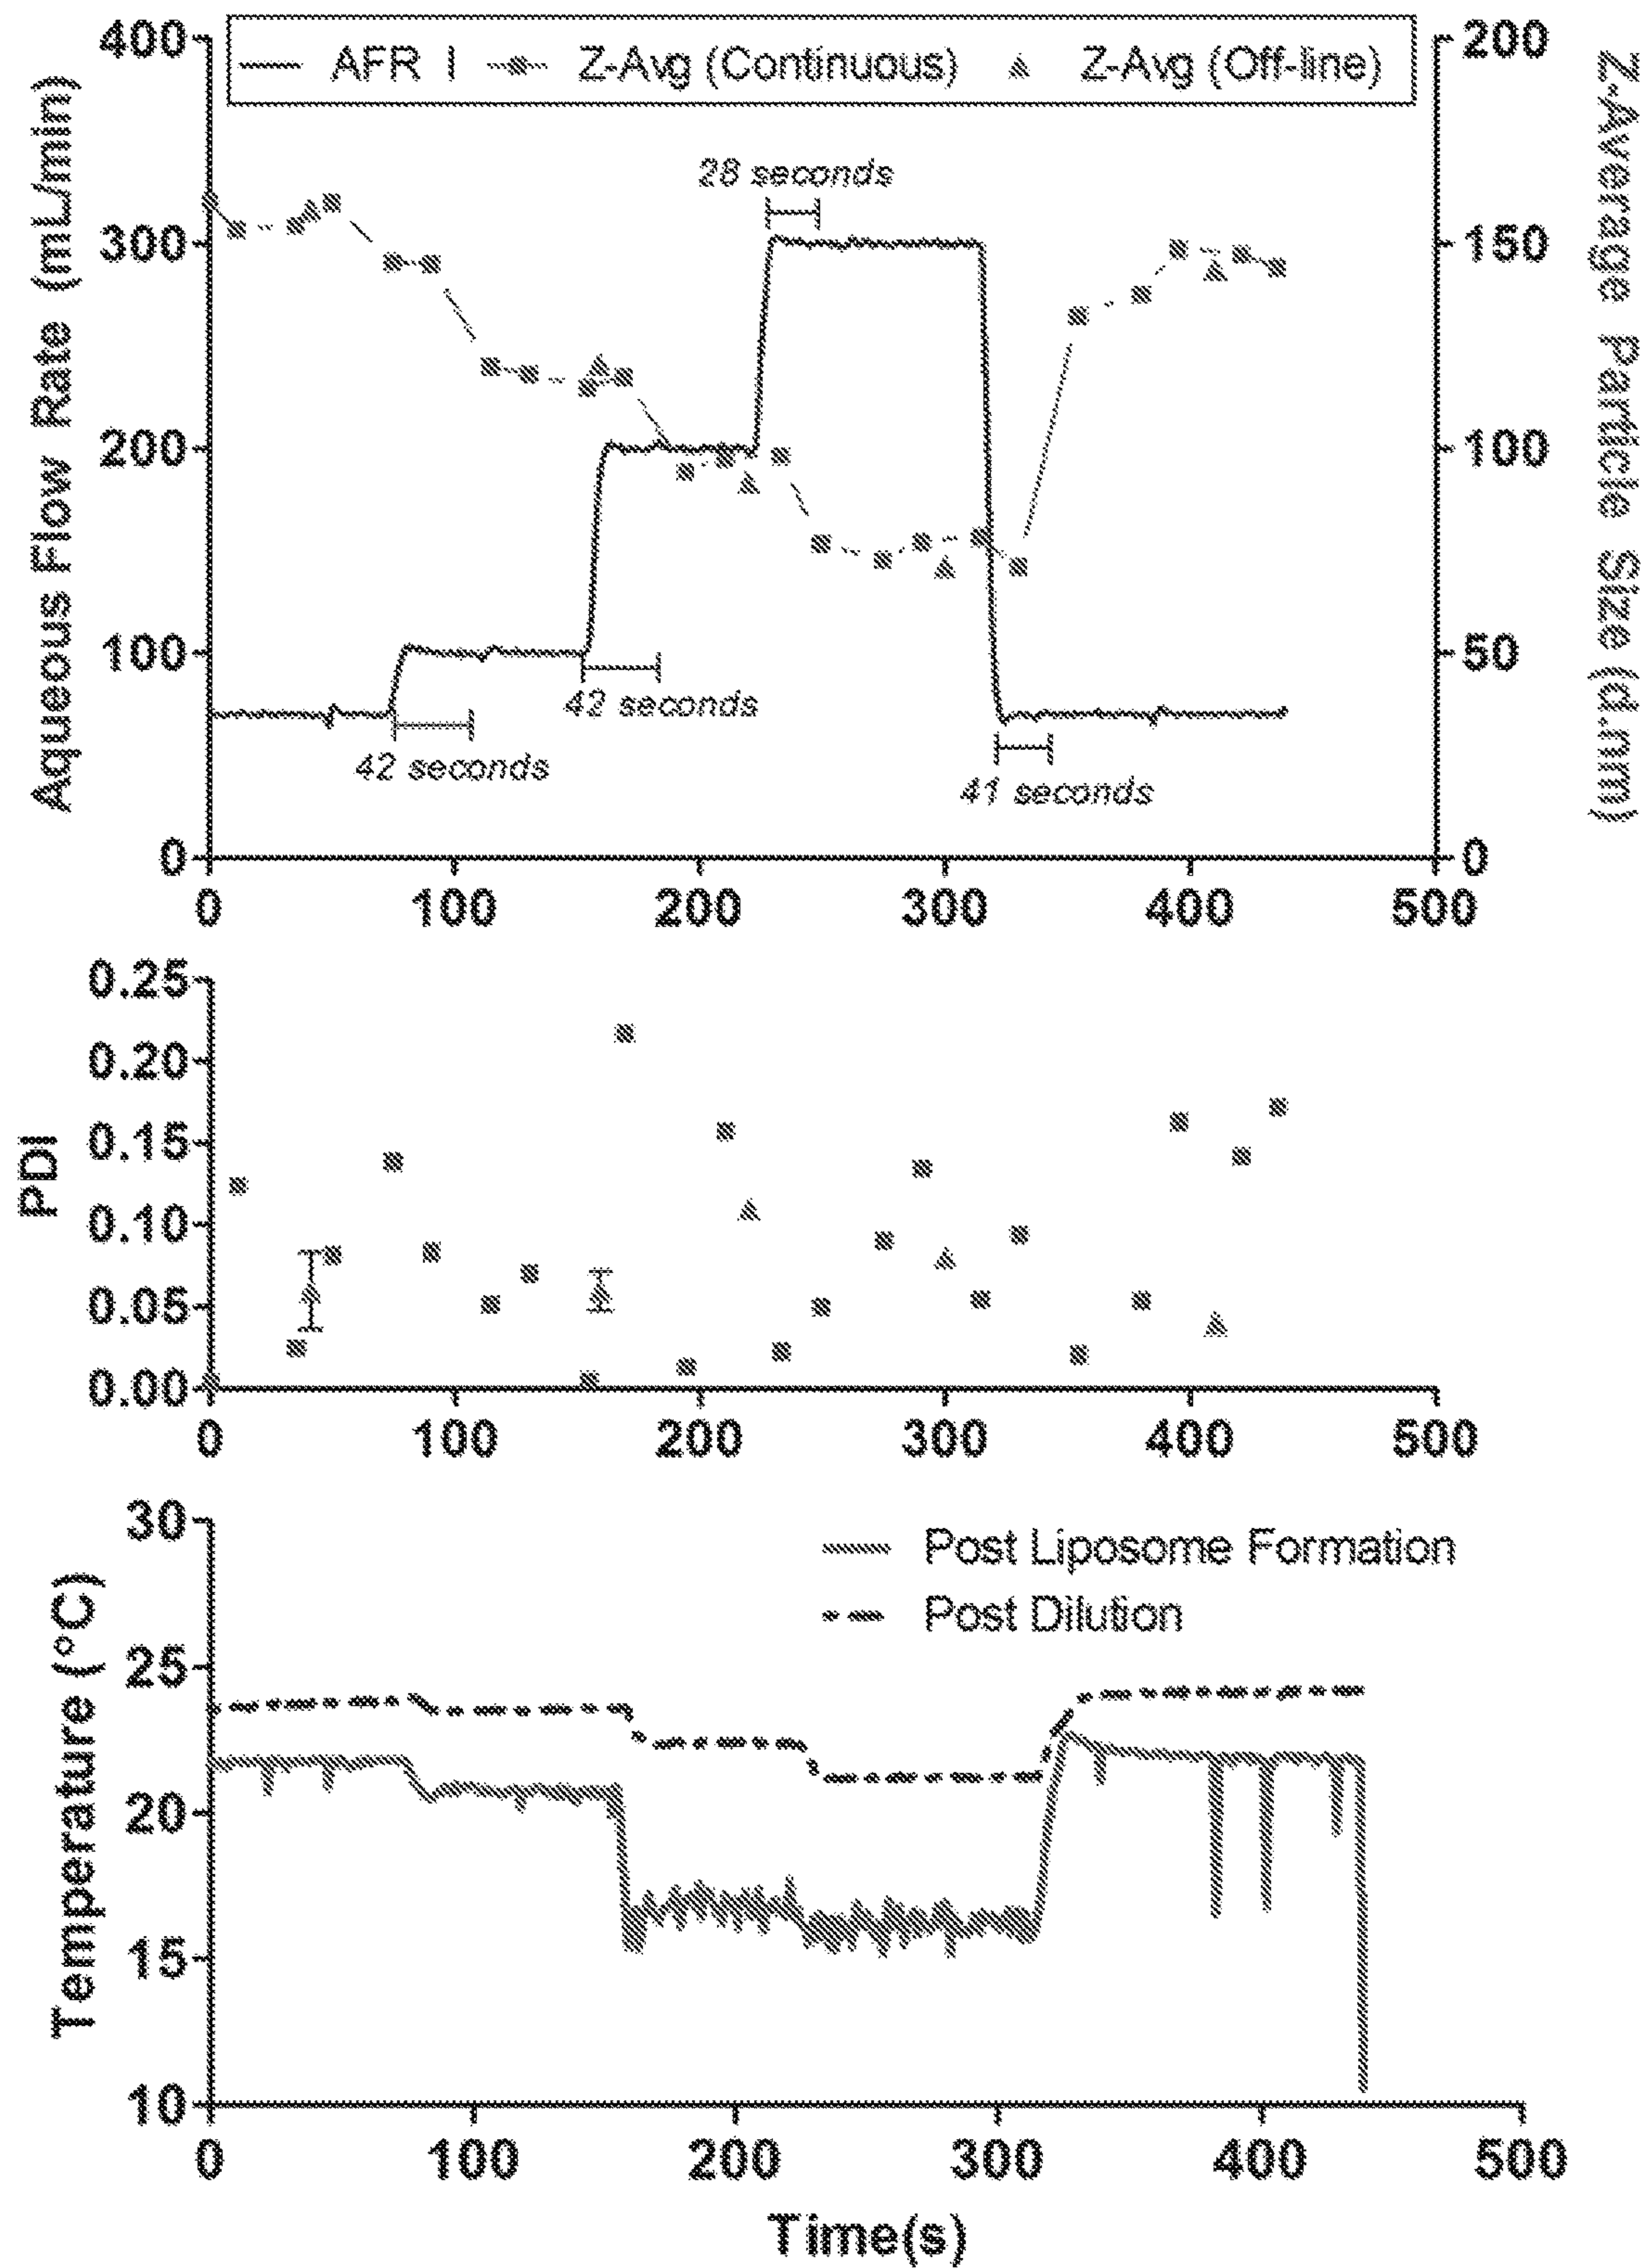 AFR I Z-Avg (Continuous) Z-Avg (Off-line)
Aqueous Flow Rate (mL/min)
400
300
200
100
0
Z-Average Particle Size (d.nm)
200
150
100
50
0
28 seconds
42 seconds
42 seconds
41 seconds
0 100 200 300 400 500
PDI
0.25
0.20
0.15
0.10
0.05
0.00
0 100 200 300 400 500
Temperature (°C)
30
25
20
15
10
Post Liposome Formation
Post Dilution
0 100 200 300 400 500
Time(s)